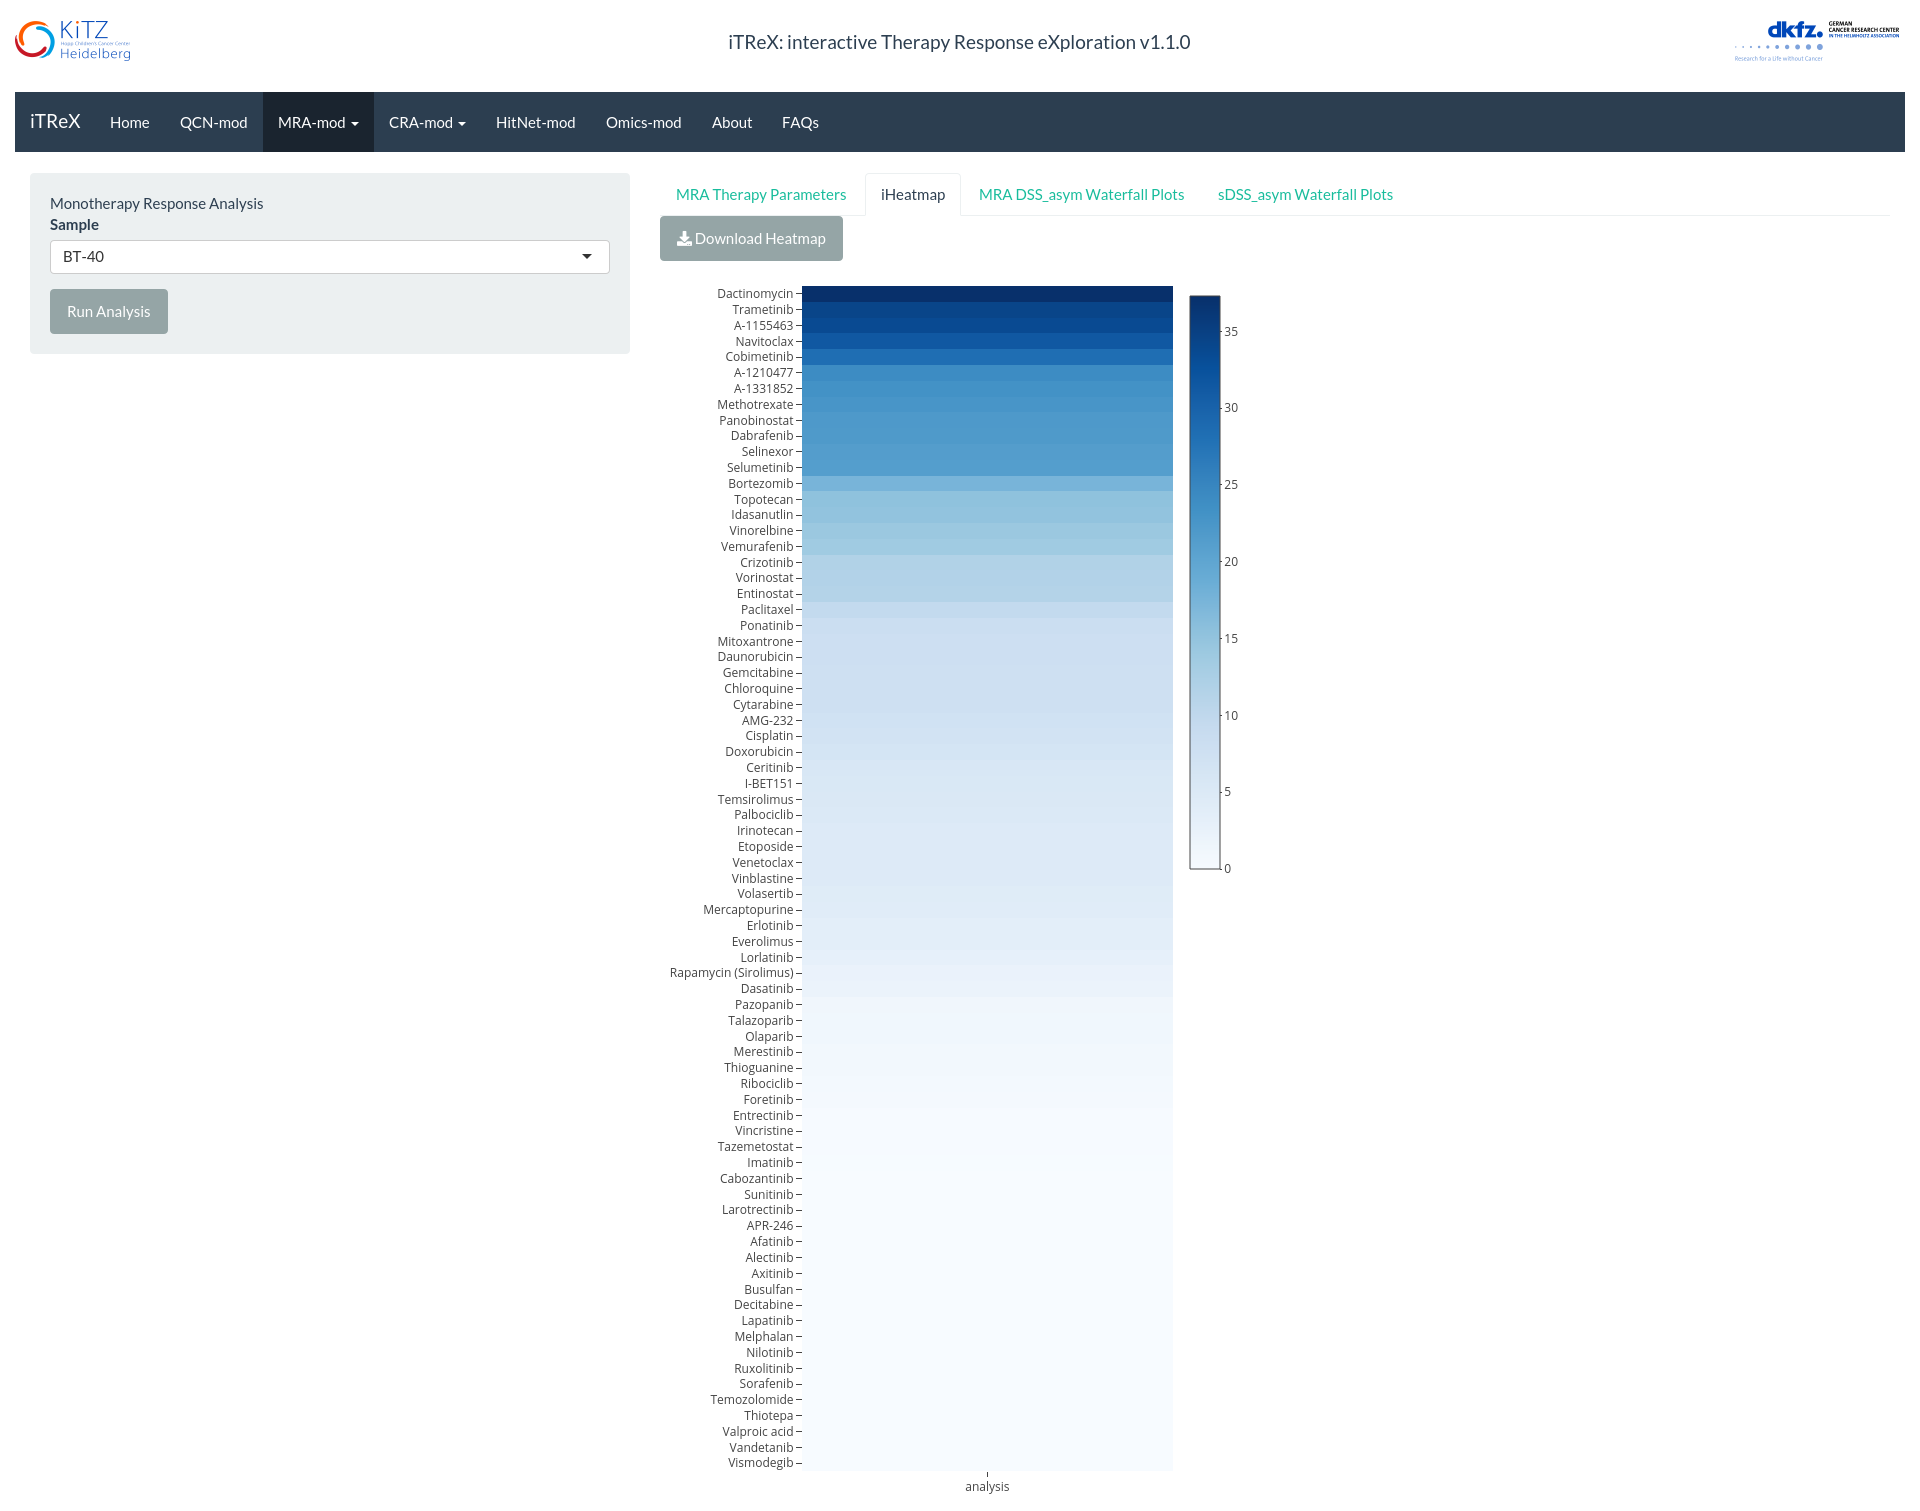 KiTZ
Hopp Children's Cancer Center
Heidelberg
iTReX: interactive Therapy Response eXploration v1.1.0
dkfz.
GERMAN
CANCER RESEARCH CENTER
IN THE HELMHOLTZ ASSOCIATION
Research for a Life without Cancer
iTReX Home QCN-mod MRA-mod CRA-mod HitNet-mod Omics-mod About FAQs
Monotherapy Response Analysis
Sample
BT-40
Run Analysis
MRA Therapy Parameters iHeatmap MRA DSS_asym Waterfall Plots sDSS_asym Waterfall Plots
Download Heatmap
Dactinomycin
Trametinib
A-1155463
Navitoclax
Cobimetinib
A-1210477
A-1331852
Methotrexate
Panobinostat
Dabrafenib
Selinexor
Selumetinib
Bortezomib
Topotecan
Idasanutlin
Vinorelbine
Vemurafenib
Crizotinib
Vorinostat
Entinostat
Paclitaxel
Ponatinib
Mitoxantrone
Daunorubicin
Gemcitabine
Chloroquine
Cytarabine
AMG-232
Cisplatin
Doxorubicin
Ceritinib
I-BET151
Temsirolimus
Palbociclib
Irinotecan
Etoposide
Venetoclax
Vinblastine
Volasertib
Mercaptopurine
Erlotinib
Everolimus
Lorlatinib
Rapamycin (Sirolimus)
Dasatinib
Pazopanib
Talazoparib
Olaparib
Merestinib
Thioguanine
Ribociclib
Foretinib
Entrectinib
Vincristine
Tazemetostat
Imatinib
Cabozantinib
Sunitinib
Larotrectinib
APR-246
Afatinib
Alectinib
Axitinib
Busulfan
Decitabine
Lapatinib
Melphalan
Nilotinib
Ruxolitinib
Sorafenib
Temozolomide
Thiotepa
Valproic acid
Vandetanib
Vismodegib
analysis
35
30
25
20
15
10
5
0